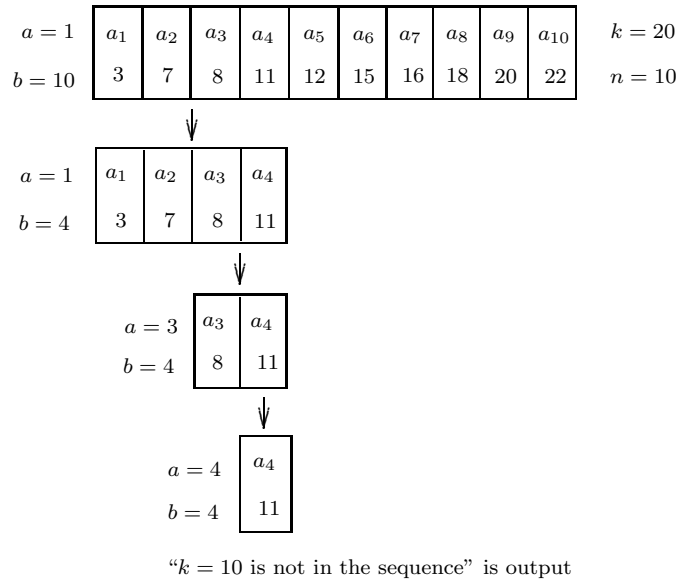 a = 1 a₁ a₂ a₃ a₄ a₅ a₆ a₇ a₈ a₉ a₁₀ k = 20
b = 10 3 7 8 11 12 15 16 18 20 22 n = 10
a = 1 a₁ a₂ a₃ a₄
b = 4 3 7 8 11
a = 3 a₃ a₄
b = 4 8 11
a = 4 a₄
b = 4 11
“k = 10 is not in the sequence” is output